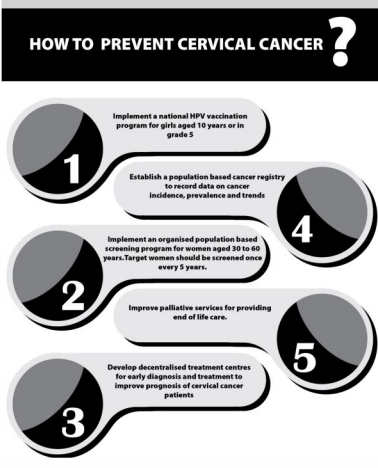 HOW TO PREVENT CERVICAL CANCER ?
1
Implement a national HPV vaccination
program for girls aged 10 years or in
grade 5
Establish a population based cancer registry
to record data on cancer
incidence, prevalence and trends
4
2
Implement an organised population based
screening program for women aged 30 to 60
years.Target women should be screened once
every 5 years.
Improve palliative services for providing
end of life care.
5
3
Develop decentralised treatment centres
for early diagnosis and treatment to
improve prognosis of cervical cancer
patients